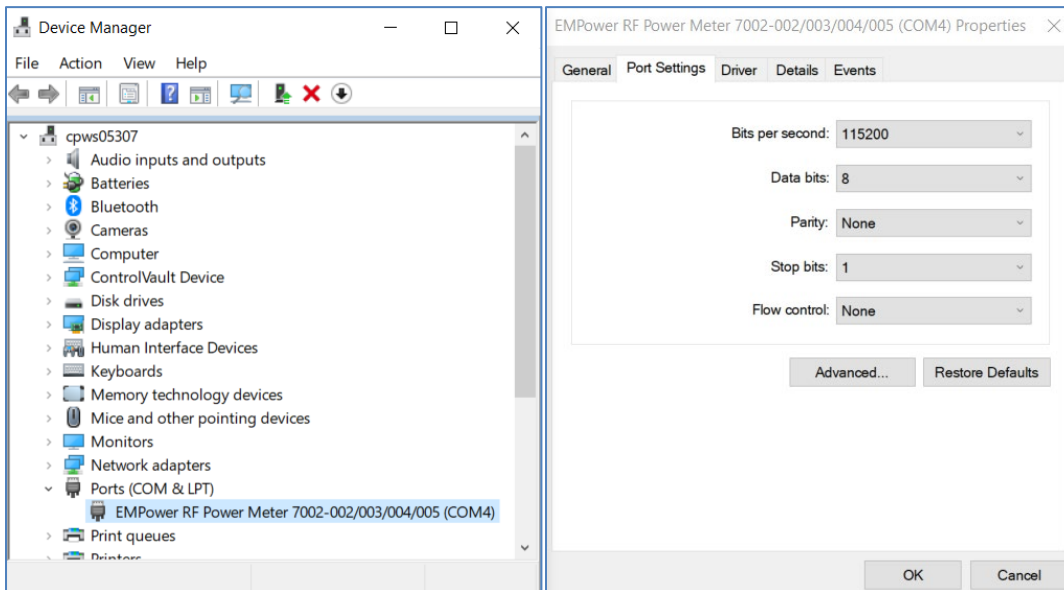 Device Manager
File Action View Help
cpws05307
Audio inputs and outputs
Batteries
Bluetooth
Cameras
Computer
ControlVault Device
Disk drives
Display adapters
Human Interface Devices
Keyboards
Memory technology devices
Mice and other pointing devices
Monitors
Network adapters
Ports (COM & LPT)
EMPower RF Power Meter 7002-002/003/004/005 (COM4)
Print queues
Printers
EMPower RF Power Meter 7002-002/003/004/005 (COM4) Properties
General Port Settings Driver Details Events
Bits per second: 115200
Data bits: 8
Parity: None
Stop bits: 1
Flow control: None
Advanced... Restore Defaults
OK Cancel